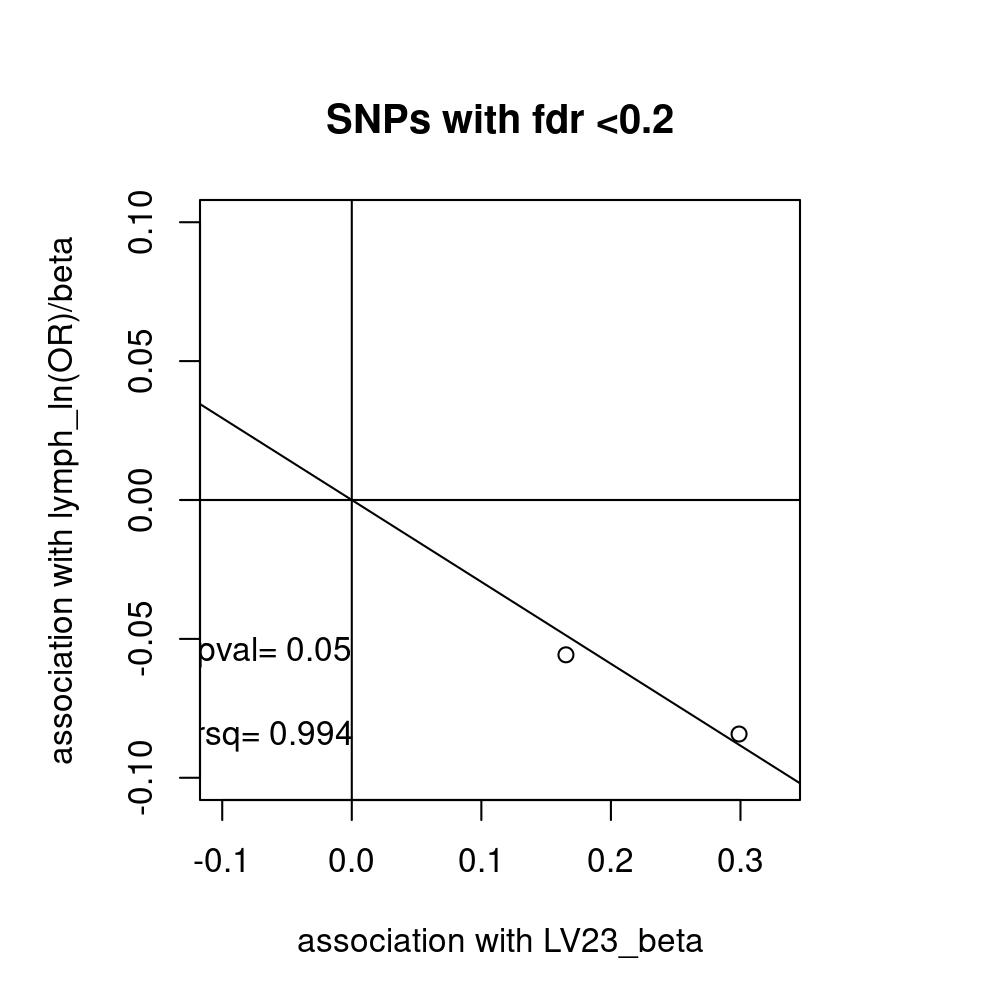 SNPs with fdr <0.2
association with lymph_ln(OR)/beta
0.10
0.05
0.00
-0.05
-0.10
pval= 0.05
rsq= 0.994
-0.1 0.0 0.1 0.2 0.3
association with LV23_beta